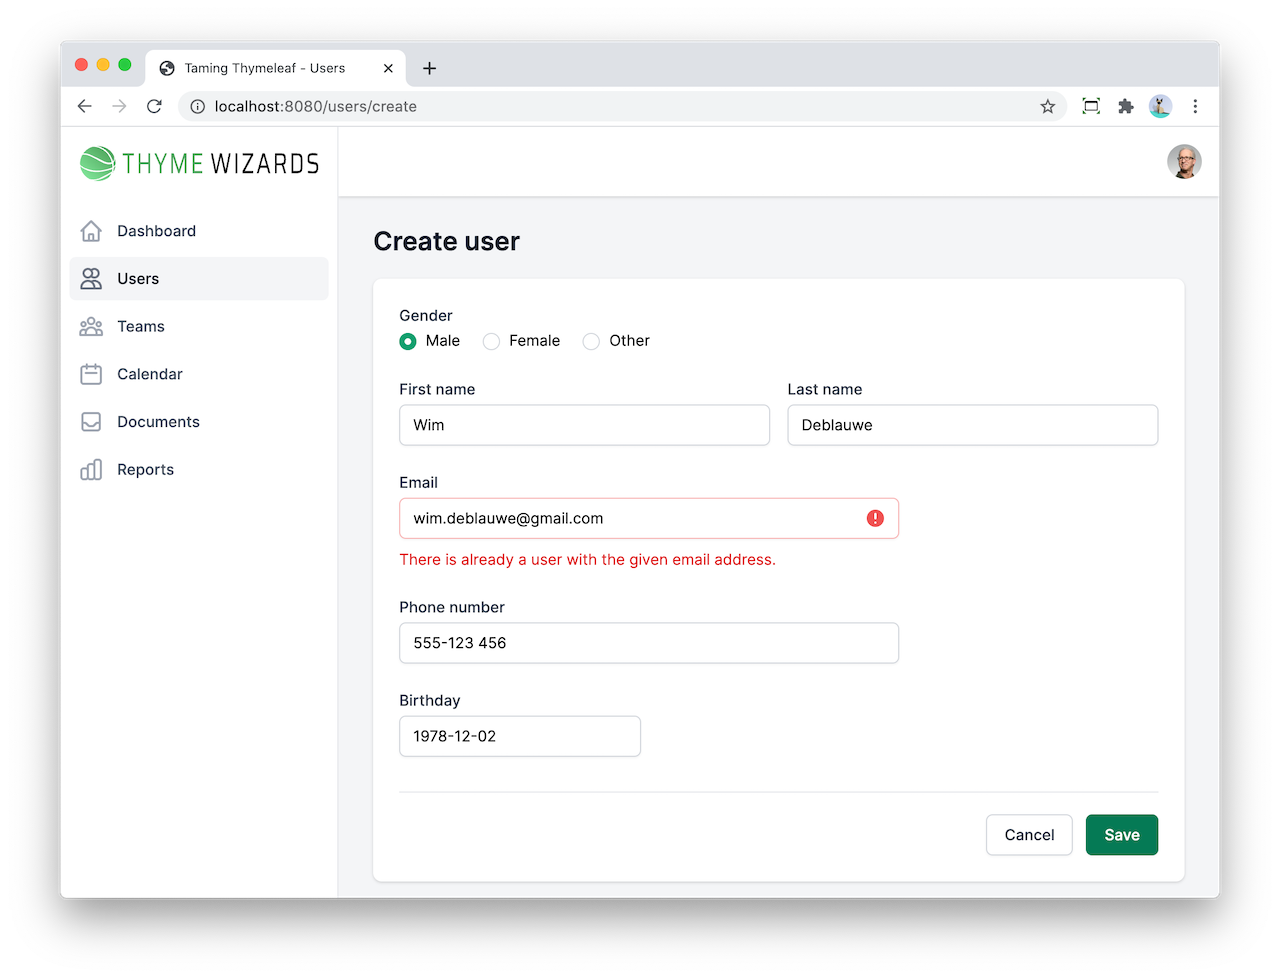 Taming Thymeleaf - Users
localhost:8080/users/create
THYME WIZARDS
Dashboard
Users
Teams
Calendar
Documents
Reports
Create user
Gender
Male Female Other
First name Last name
Wim Deblauwe
Email
wim.deblauwe@gmail.com
There is already a user with the given email address.
Phone number
555-123 456
Birthday
1978-12-02
Cancel Save